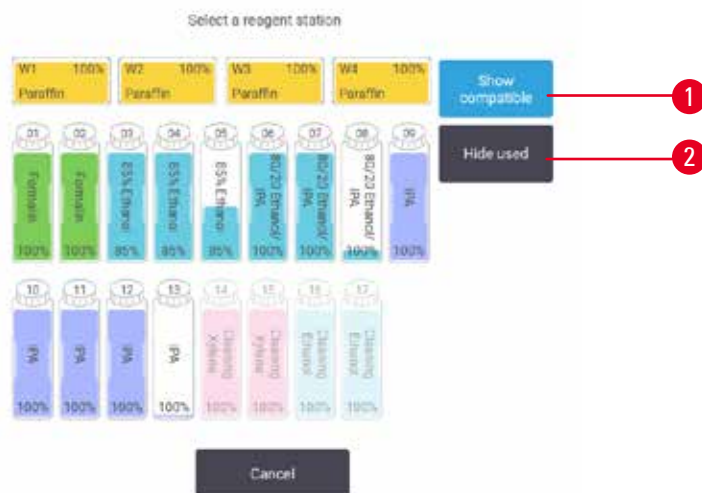 Select a reagent station
W1 100%
Paraffin
W2 100%
Paraffin
W3 100%
Paraffin
W4 100%
Paraffin
Show
compatible
1
01
02
03
04
05
06
07
08
09
Hide used
2
Formalin
Formalin
85% Ethanol
85% Ethanol
85% Ethanol
80/20 Ethanol/
IPA
80/20 Ethanol/
IPA
80/20 Ethanol/
IPA
IPA
100%
100%
85%
85%
85%
100%
100%
100%
100%
10
11
12
13
14
15
16
17
IPA
IPA
IPA
IPA
Cleaning
Xylene
Cleaning
Xylene
Cleaning
Ethanol
Cleaning
Ethanol
100%
100%
100%
100%
100%
100%
100%
100%
Cancel